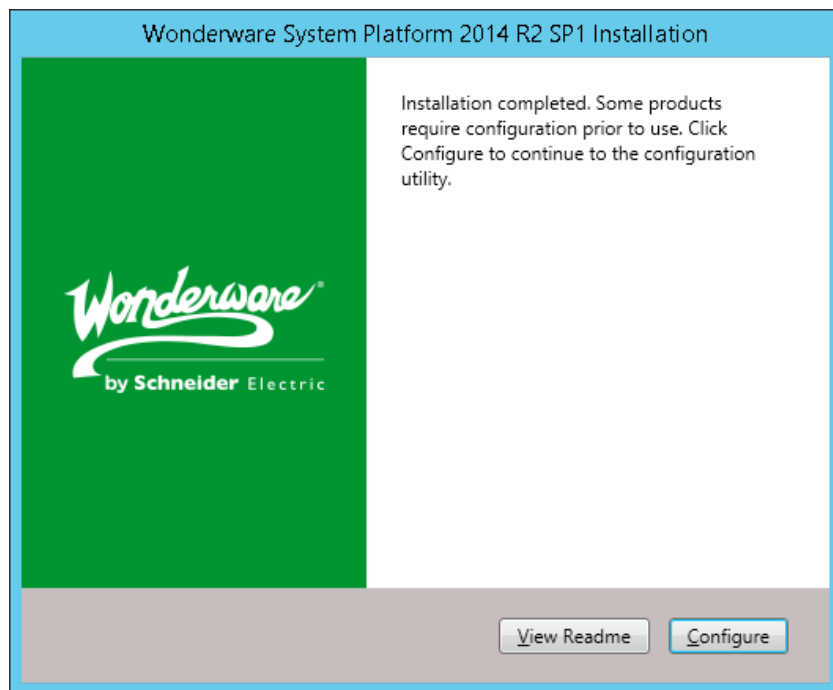 Wonderware System Platform 2014 R2 SP1 Installation
Installation completed. Some products
require configuration prior to use. Click
Configure to continue to the configuration
utility.
Wonderware®
by Schneider Electric
View Readme
Configure